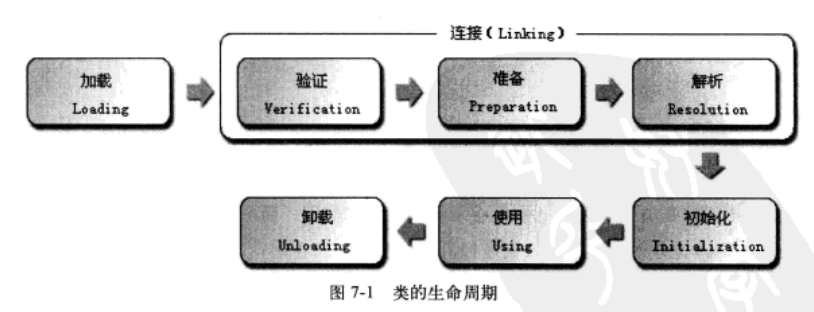 连接（Linking）
加载
Loading
验证
Verification
准备
Preparation
解析
Resolution
卸载
Unloading
使用
Using
初始化
Initialization
图 7-1 类的生命周期